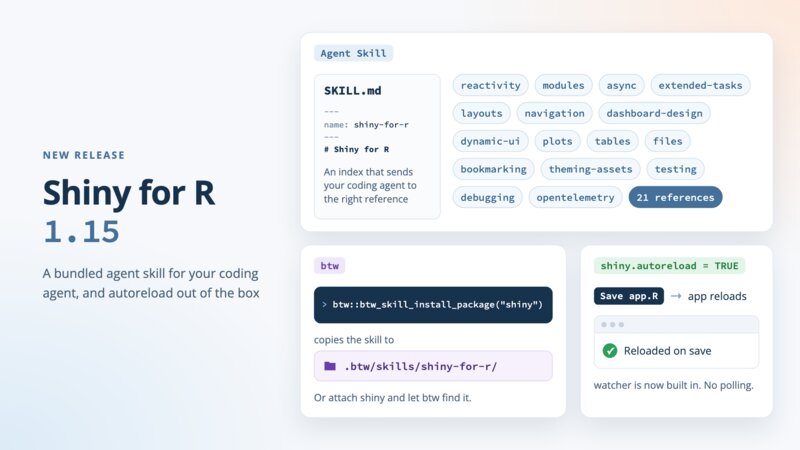 NEW RELEASE
Shiny for R
1.15
A bundled agent skill for your coding
agent, and autoreload out of the box
Agent Skill
SKILL.md
---
name: shiny-for-r
---
# Shiny for R
An index that sends
your coding agent to
the right reference
reactivity modules async extended-tasks
layouts navigation dashboard-design
dynamic-ui plots tables files
bookmarking theming-assets testing
debugging opentelemetry 21 references
btw
> btw::btw_skill_install_package("shiny")
copies the skill to
.btw/skills/shiny-for-r/
Or attach shiny and let btw find it.
shiny.autoreload = TRUE
Save app.R → app reloads
Reloaded on save
watcher is now built in. No polling.